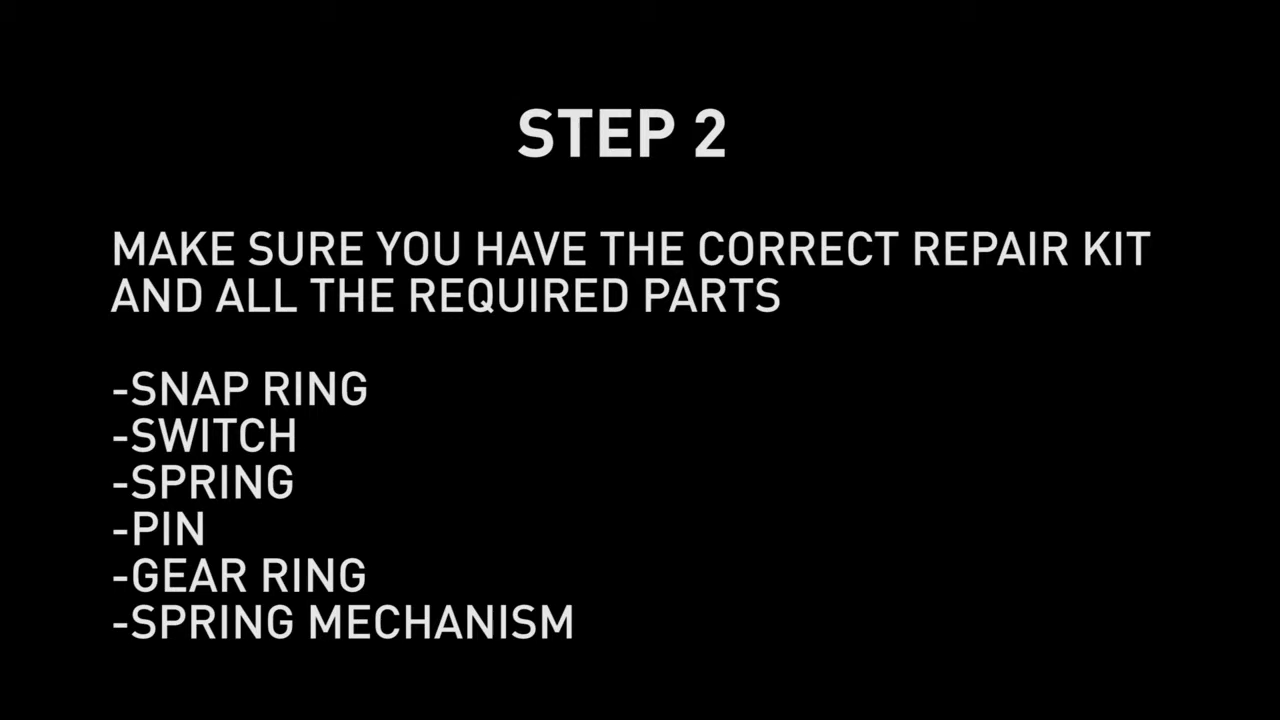 STEP 2
MAKE SURE YOU HAVE THE CORRECT REPAIR KIT
AND ALL THE REQUIRED PARTS
-SNAP RING
-SWITCH
-SPRING
-PIN
-GEAR RING
-SPRING MECHANISM